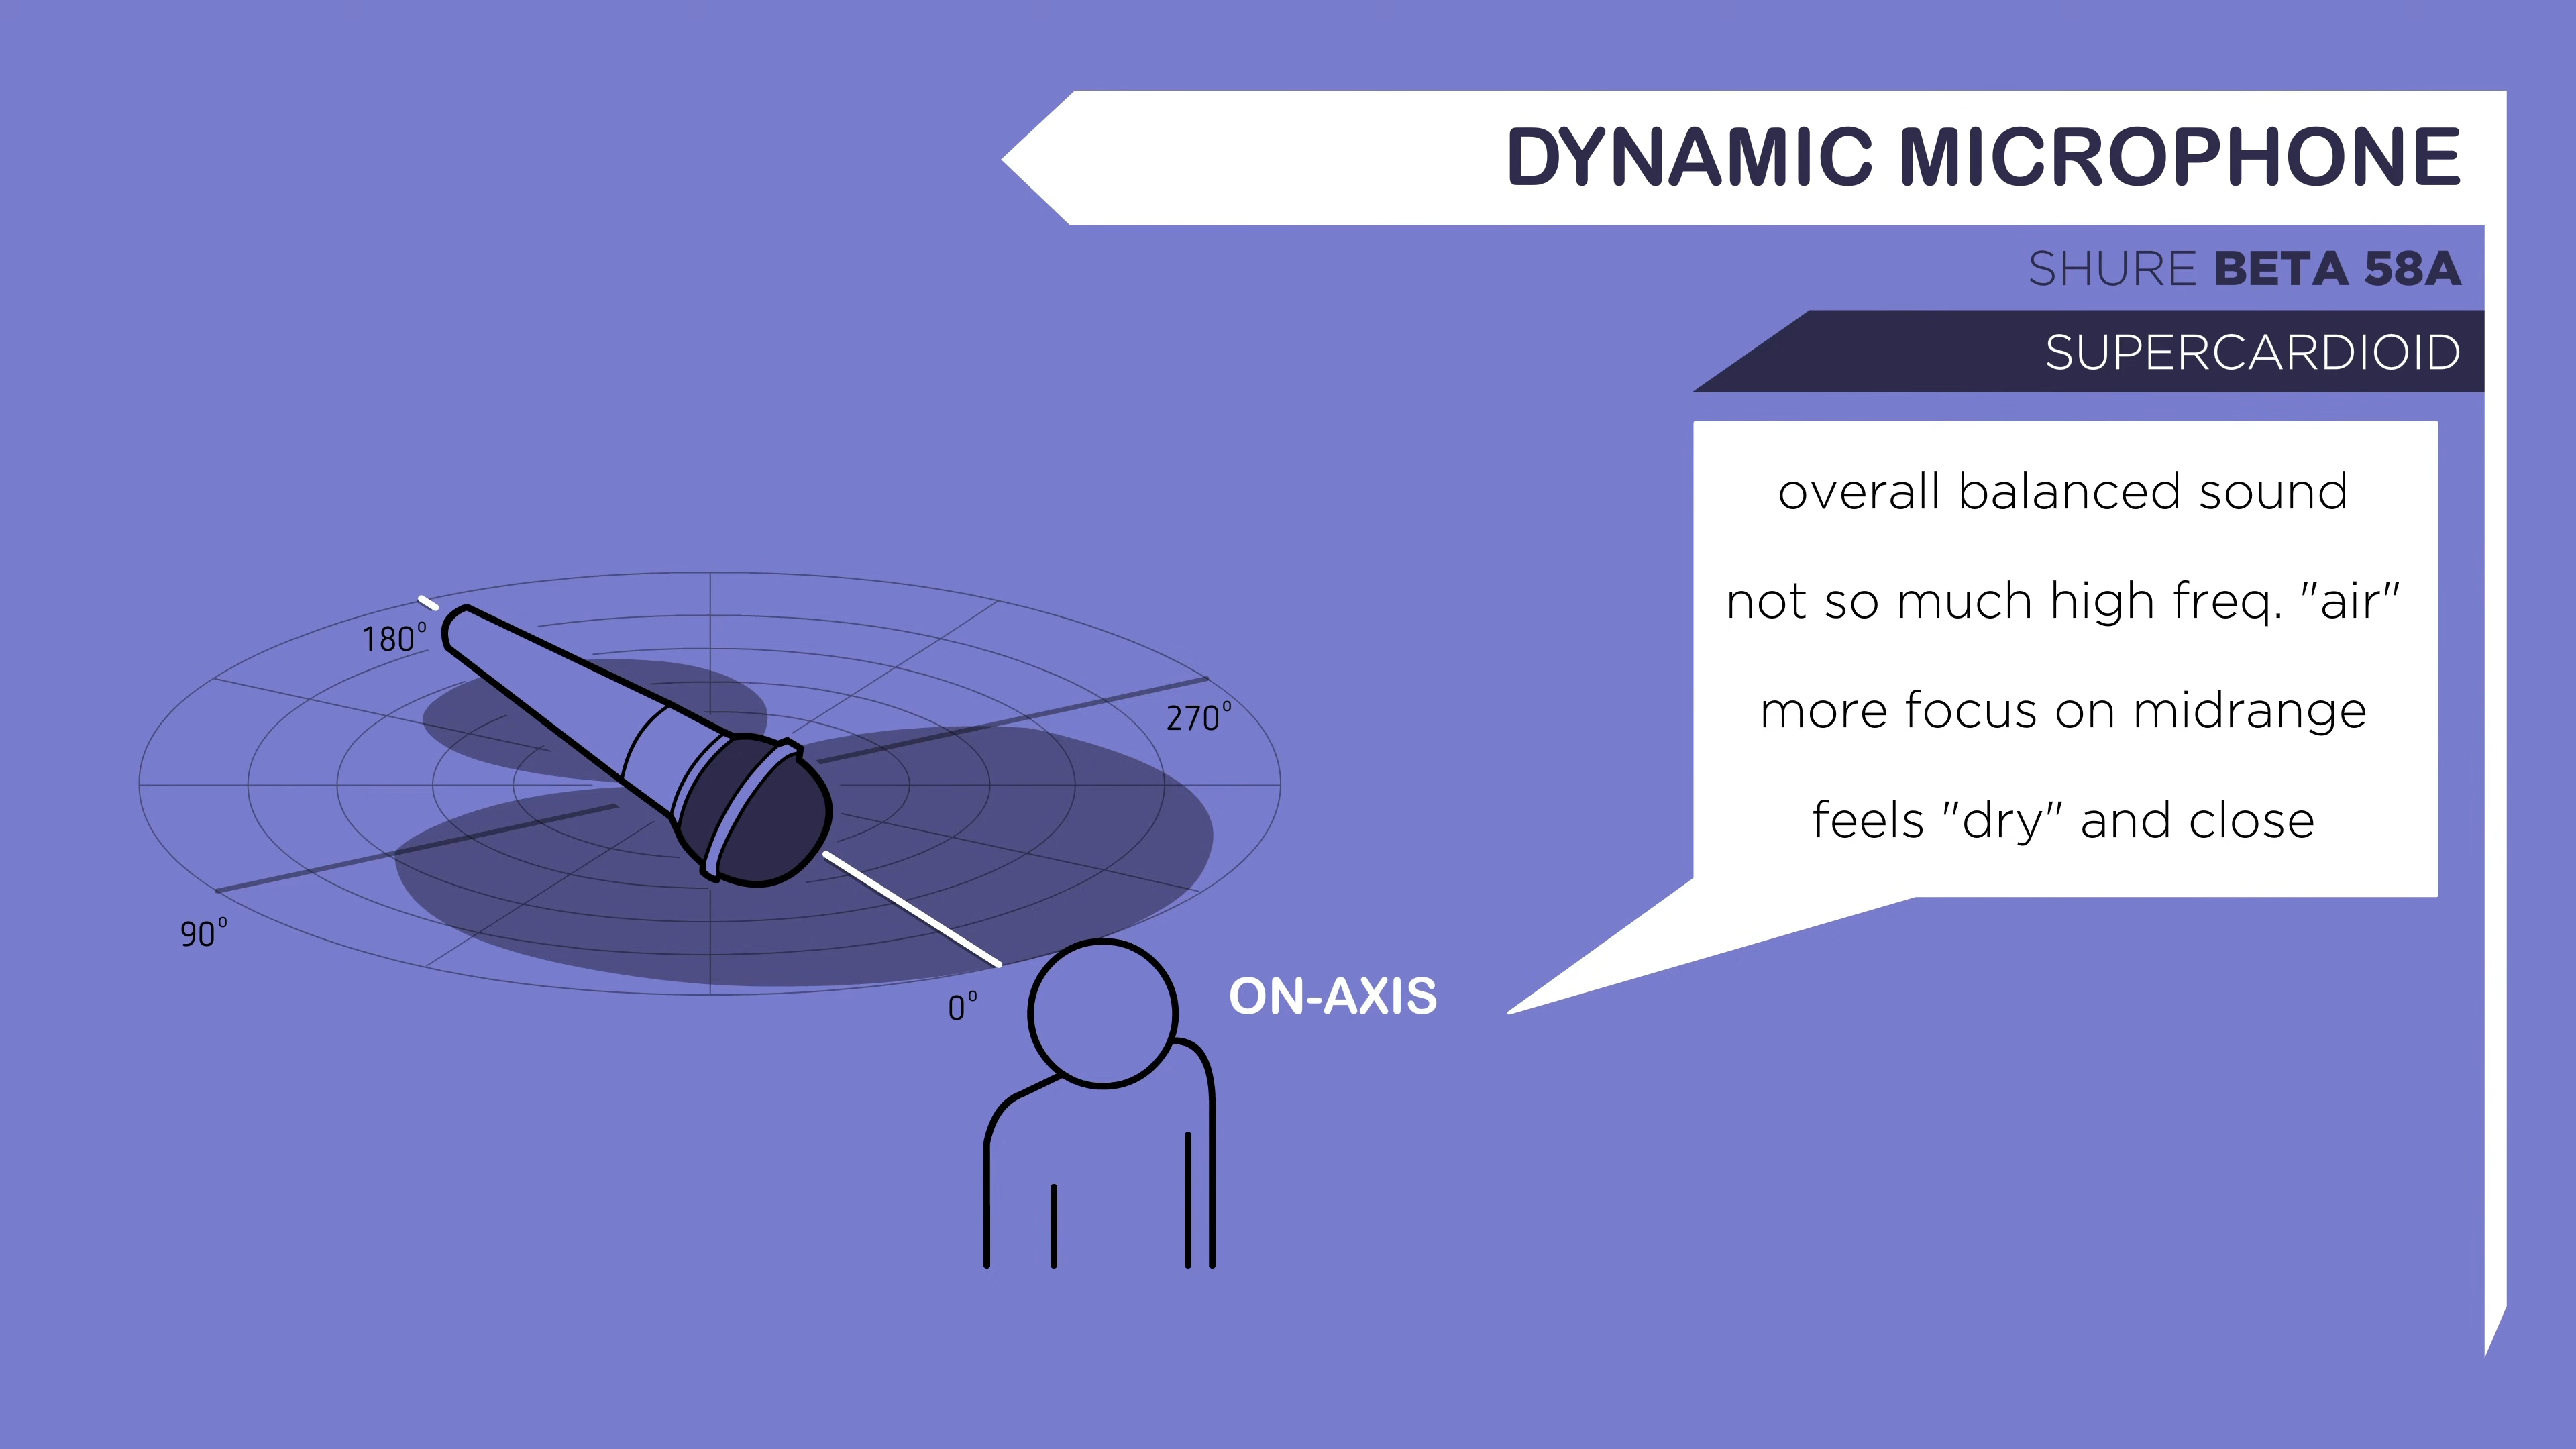 DYNAMIC MICROPHONE
SHURE BETA 58A
SUPERCARDIOID
overall balanced sound
not so much high freq. "air"
more focus on midrange
feels "dry" and close
180°
270°
90°
0°
ON-AXIS